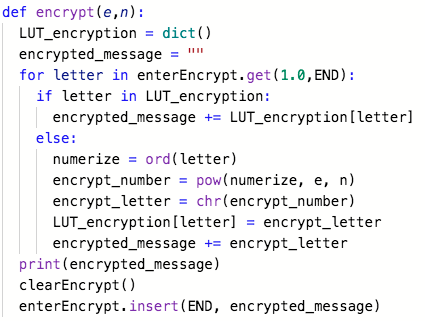 def encrypt(e,n):
  LUT_encryption = dict()
  encrypted_message = ""
  for letter in enterEncrypt.get(1.0,END):
    if letter in LUT_encryption:
      encrypted_message += LUT_encryption[letter]
    else:
      numerize = ord(letter)
      encrypt_number = pow(numerize, e, n)
      encrypt_letter = chr(encrypt_number)
      LUT_encryption[letter] = encrypt_letter
      encrypted_message += encrypt_letter
  print(encrypted_message)
  clearEncrypt()
  enterEncrypt.insert(END, encrypted_message)